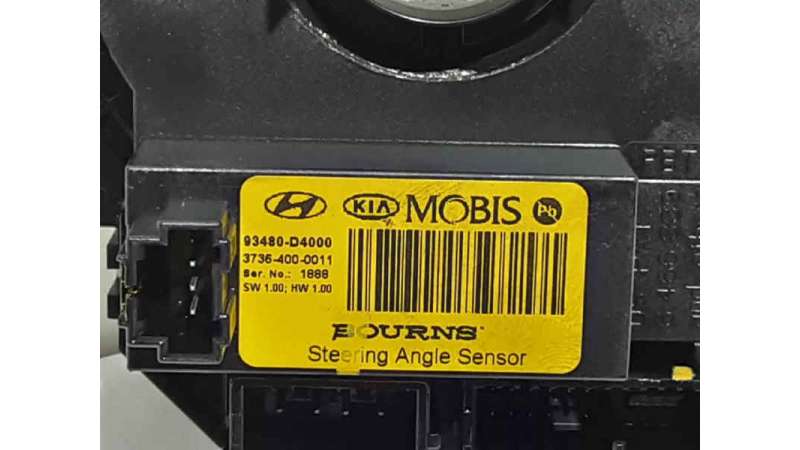 KIA MOBIS Pb
93480-D4000
3736-400-0011
Ser. No.: 1888
SW 1.00; HW 1.00
BOURNS
Steering Angle Sensor